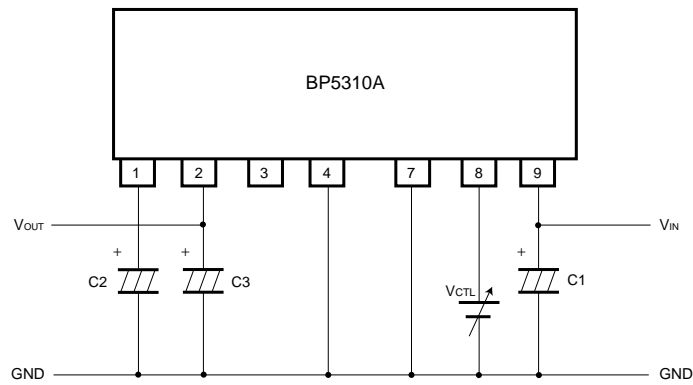 BP5310A
1 2 3 4 7 8 9
VOUT VIN
+ + +
C2 C3 VCTL C1
GND GND